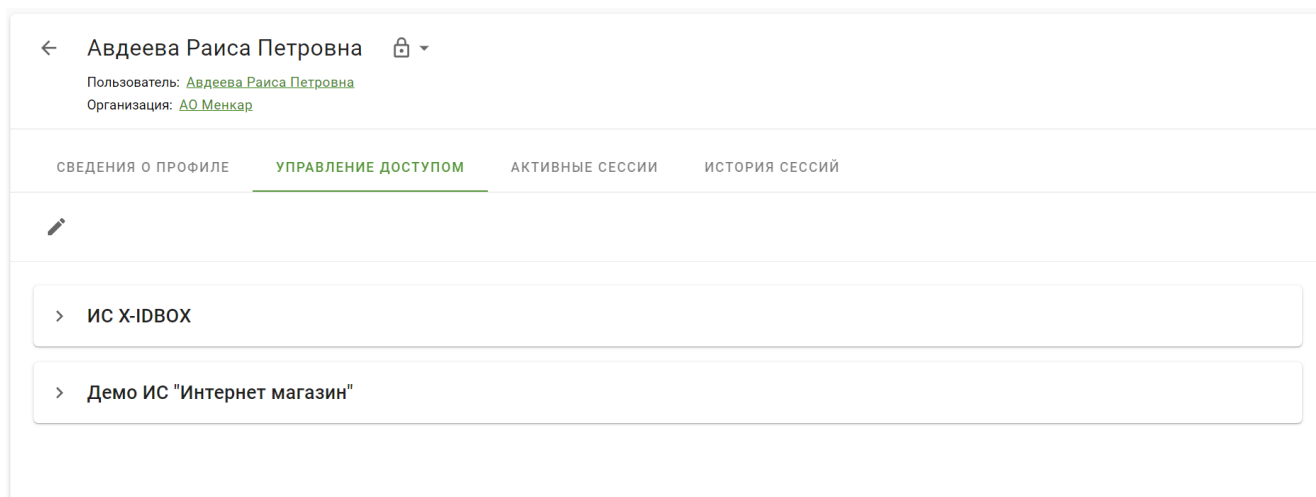 Авдеева Раиса Петровна
Пользователь: Авдеева Раиса Петровна
Организация: АО Менкар
СВЕДЕНИЯ О ПРОФИЛЕ УПРАВЛЕНИЕ ДОСТУПОМ АКТИВНЫЕ СЕССИИ ИСТОРИЯ СЕССИЙ
ИС X-IDBOX
Демо ИС "Интернет магазин"